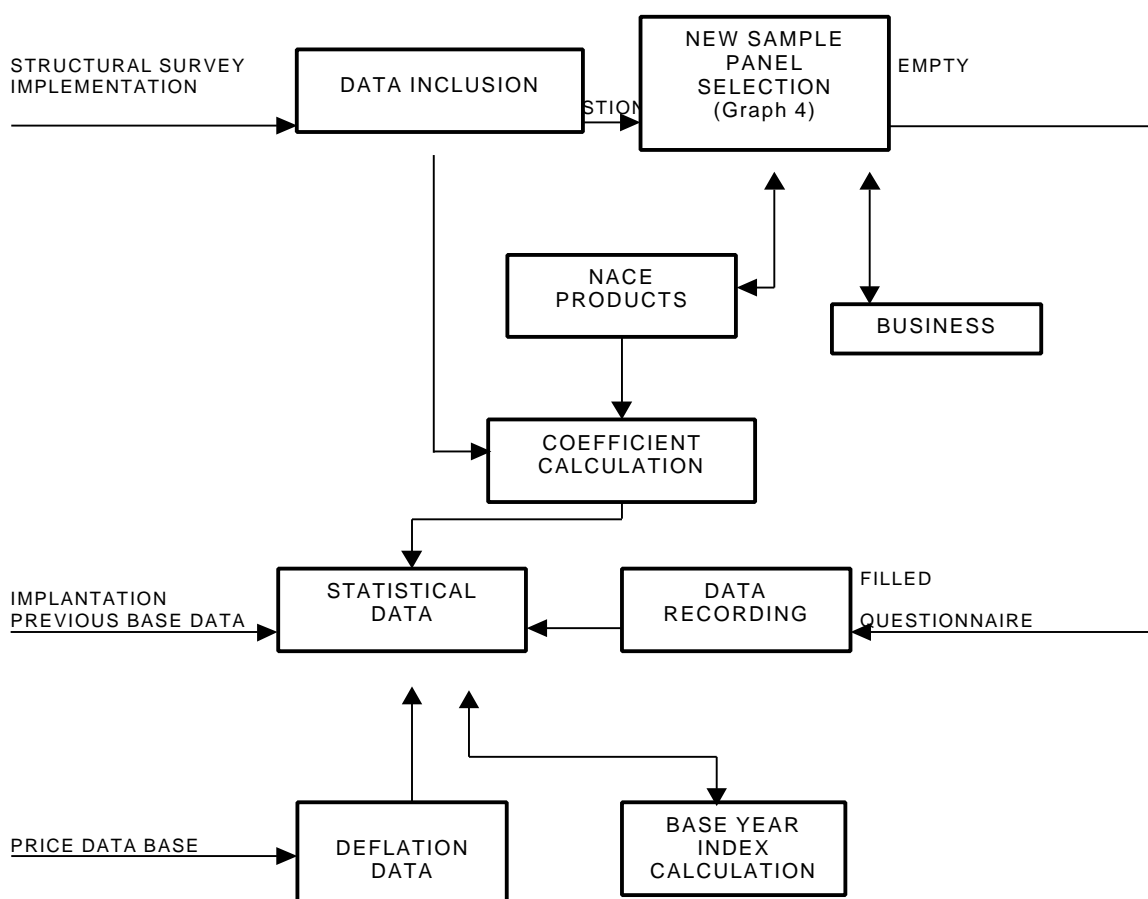 STRUCTURAL SURVEY
IMPLEMENTATION
DATA INCLUSION
STION
NEW SAMPLE
PANEL
SELECTION
(Graph 4)
EMPTY
NACE
PRODUCTS
BUSINESS
COEFFICIENT
CALCULATION
IMPLANTATION
PREVIOUS BASE DATA
STATISTICAL
DATA
DATA
RECORDING
FILLED
QUESTIONNAIRE
PRICE DATA BASE
DEFLATION
DATA
BASE YEAR
INDEX
CALCULATION